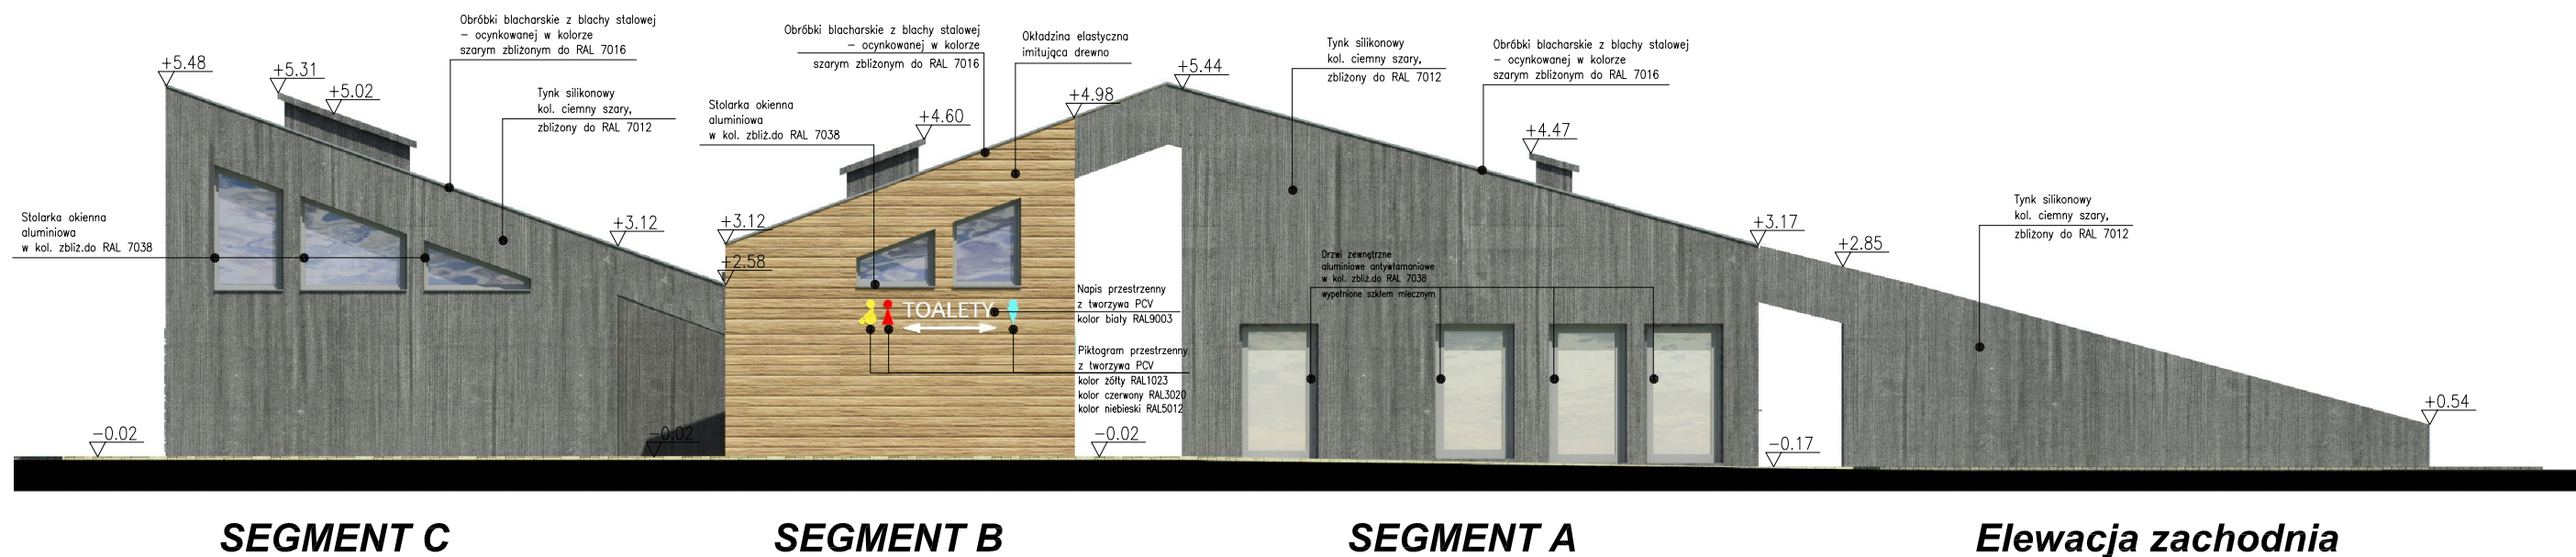 Obróbki blacharskie z blachy stalowej
– ocynkowanej w kolorze
szarym zbliżonym do RAL 7016
Obróbki blacharskie z blachy stalowej
– ocynkowanej w kolorze
szarym zbliżonym do RAL 7016
Okładzina elastyczna
imitująca drewno
Tynk silikonowy
kol. ciemny szary,
zbliżony do RAL 7012
Obróbki blacharskie z blachy stalowej
– ocynkowanej w kolorze
szarym zbliżonym do RAL 7016
+5.48
+5.31
+5.02
Tynk silikonowy
kol. ciemny szary,
zbliżony do RAL 7012
Stolarka okienna
aluminiowa
w kol. zbliż.do RAL 7038
+4.60
+4.98
+5.44
+4.47
Stolarka okienna
aluminiowa
w kol. zbliż.do RAL 7038
+3.12
+3.12
+2.58
+3.17
+2.85
Tynk silikonowy
kol. ciemny szary,
zbliżony do RAL 7012
Drzwi zewnętrzne
aluminiowe antywłamaniowe
w kol. zbliż.do RAL 7038
wypełnione szkłem mlecznym
TOALETY
Napis przestrzenny
z tworzywa PCV
kolor biały RAL9003
Piktogram przestrzenny
z tworzywa PCV
kolor żółty RAL1023
kolor czerwony RAL3020
kolor niebieski RAL5012
+0.54
–0.02
–0.02
–0.02
–0.17
SEGMENT C
SEGMENT B
SEGMENT A
Elewacja zachodnia